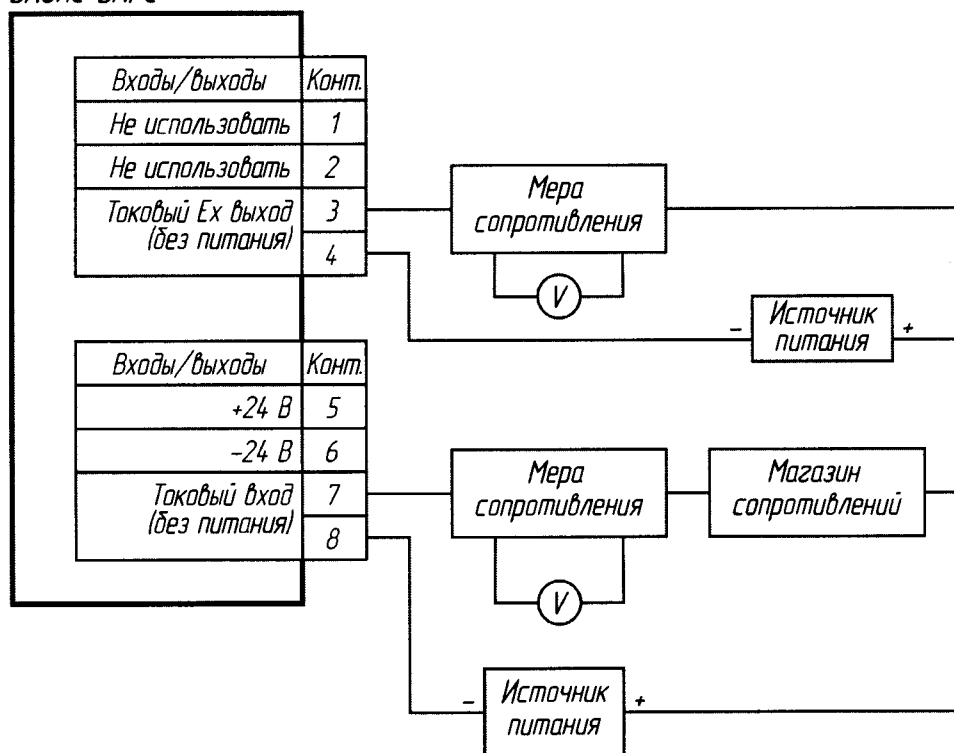 Входы/выходы Конт.
Не использовать 1
Не использовать 2
Токовый Ех выход 3
(без питания)
4
Мера
сопротивления
V
– Источник +
питания
Входы/выходы Конт.
+24 В 5
–24 В 6
Токовый вход 7
(без питания)
8
Мера
сопротивления
Магазин
сопротивлений
V
– Источник +
питания